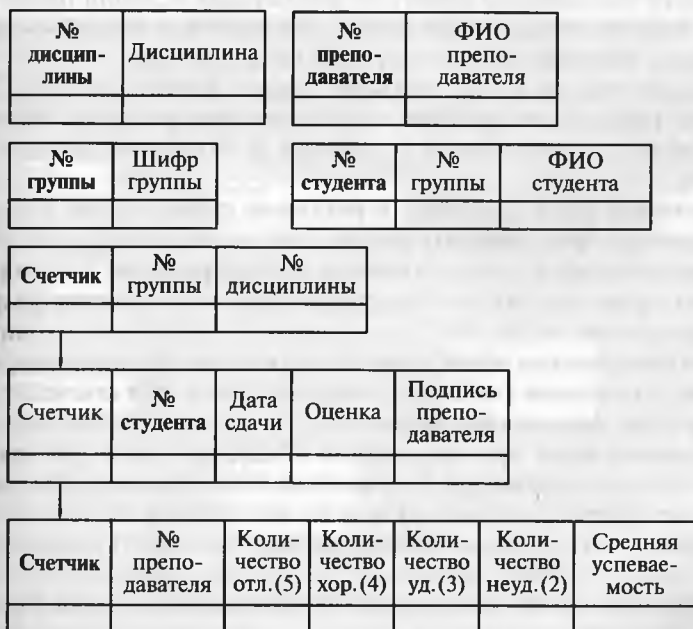 №
дисцип-
лины
Дисциплина
№
препо-
давателя
ФИО
препо-
давателя
№
группы
Шифр
группы
№
студента
№
группы
ФИО
студента
Счетчик
№
группы
№
дисциплины
Счетчик
№
студента
Дата
сдачи
Оценка
Подпись
препо-
давателя
Счетчик
№
препо-
давателя
Коли-
чество
отл.(5)
Коли-
чество
хор.(4)
Коли-
чество
уд.(3)
Коли-
чество
неуд.(2)
Средняя
успевае-
мость